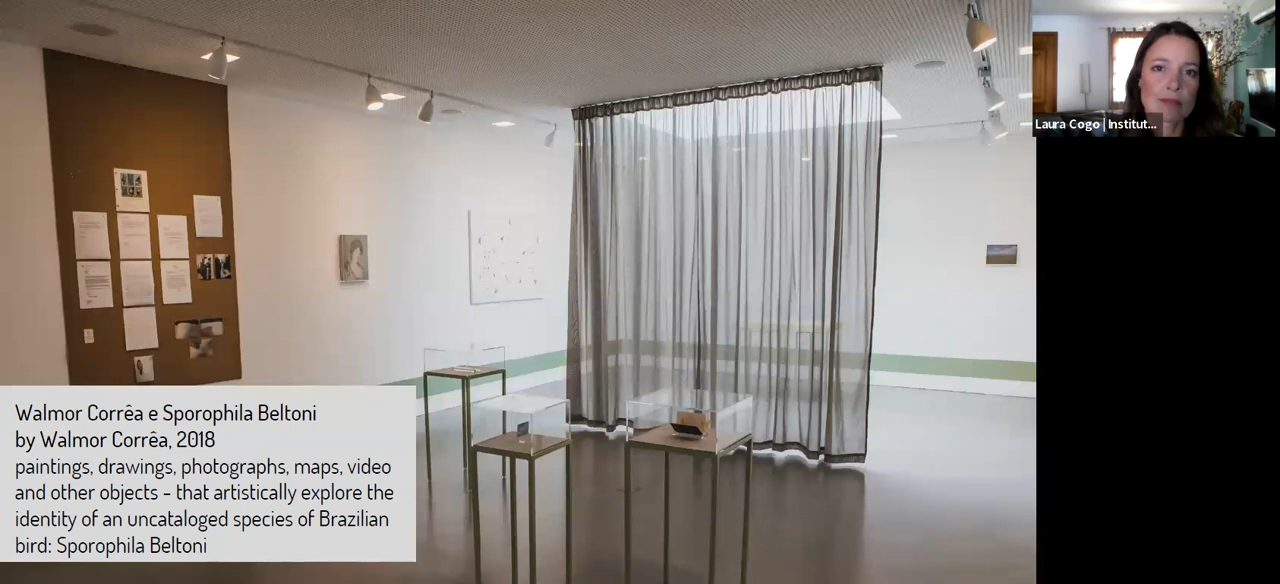 Laura Cogo | Institut...
Walmor Corrêa e Sporophila Beltoni
by Walmor Corrêa, 2018
paintings, drawings, photographs, maps, video
and other objects - that artistically explore the
identity of an uncataloged species of Brazilian
bird: Sporophila Beltoni